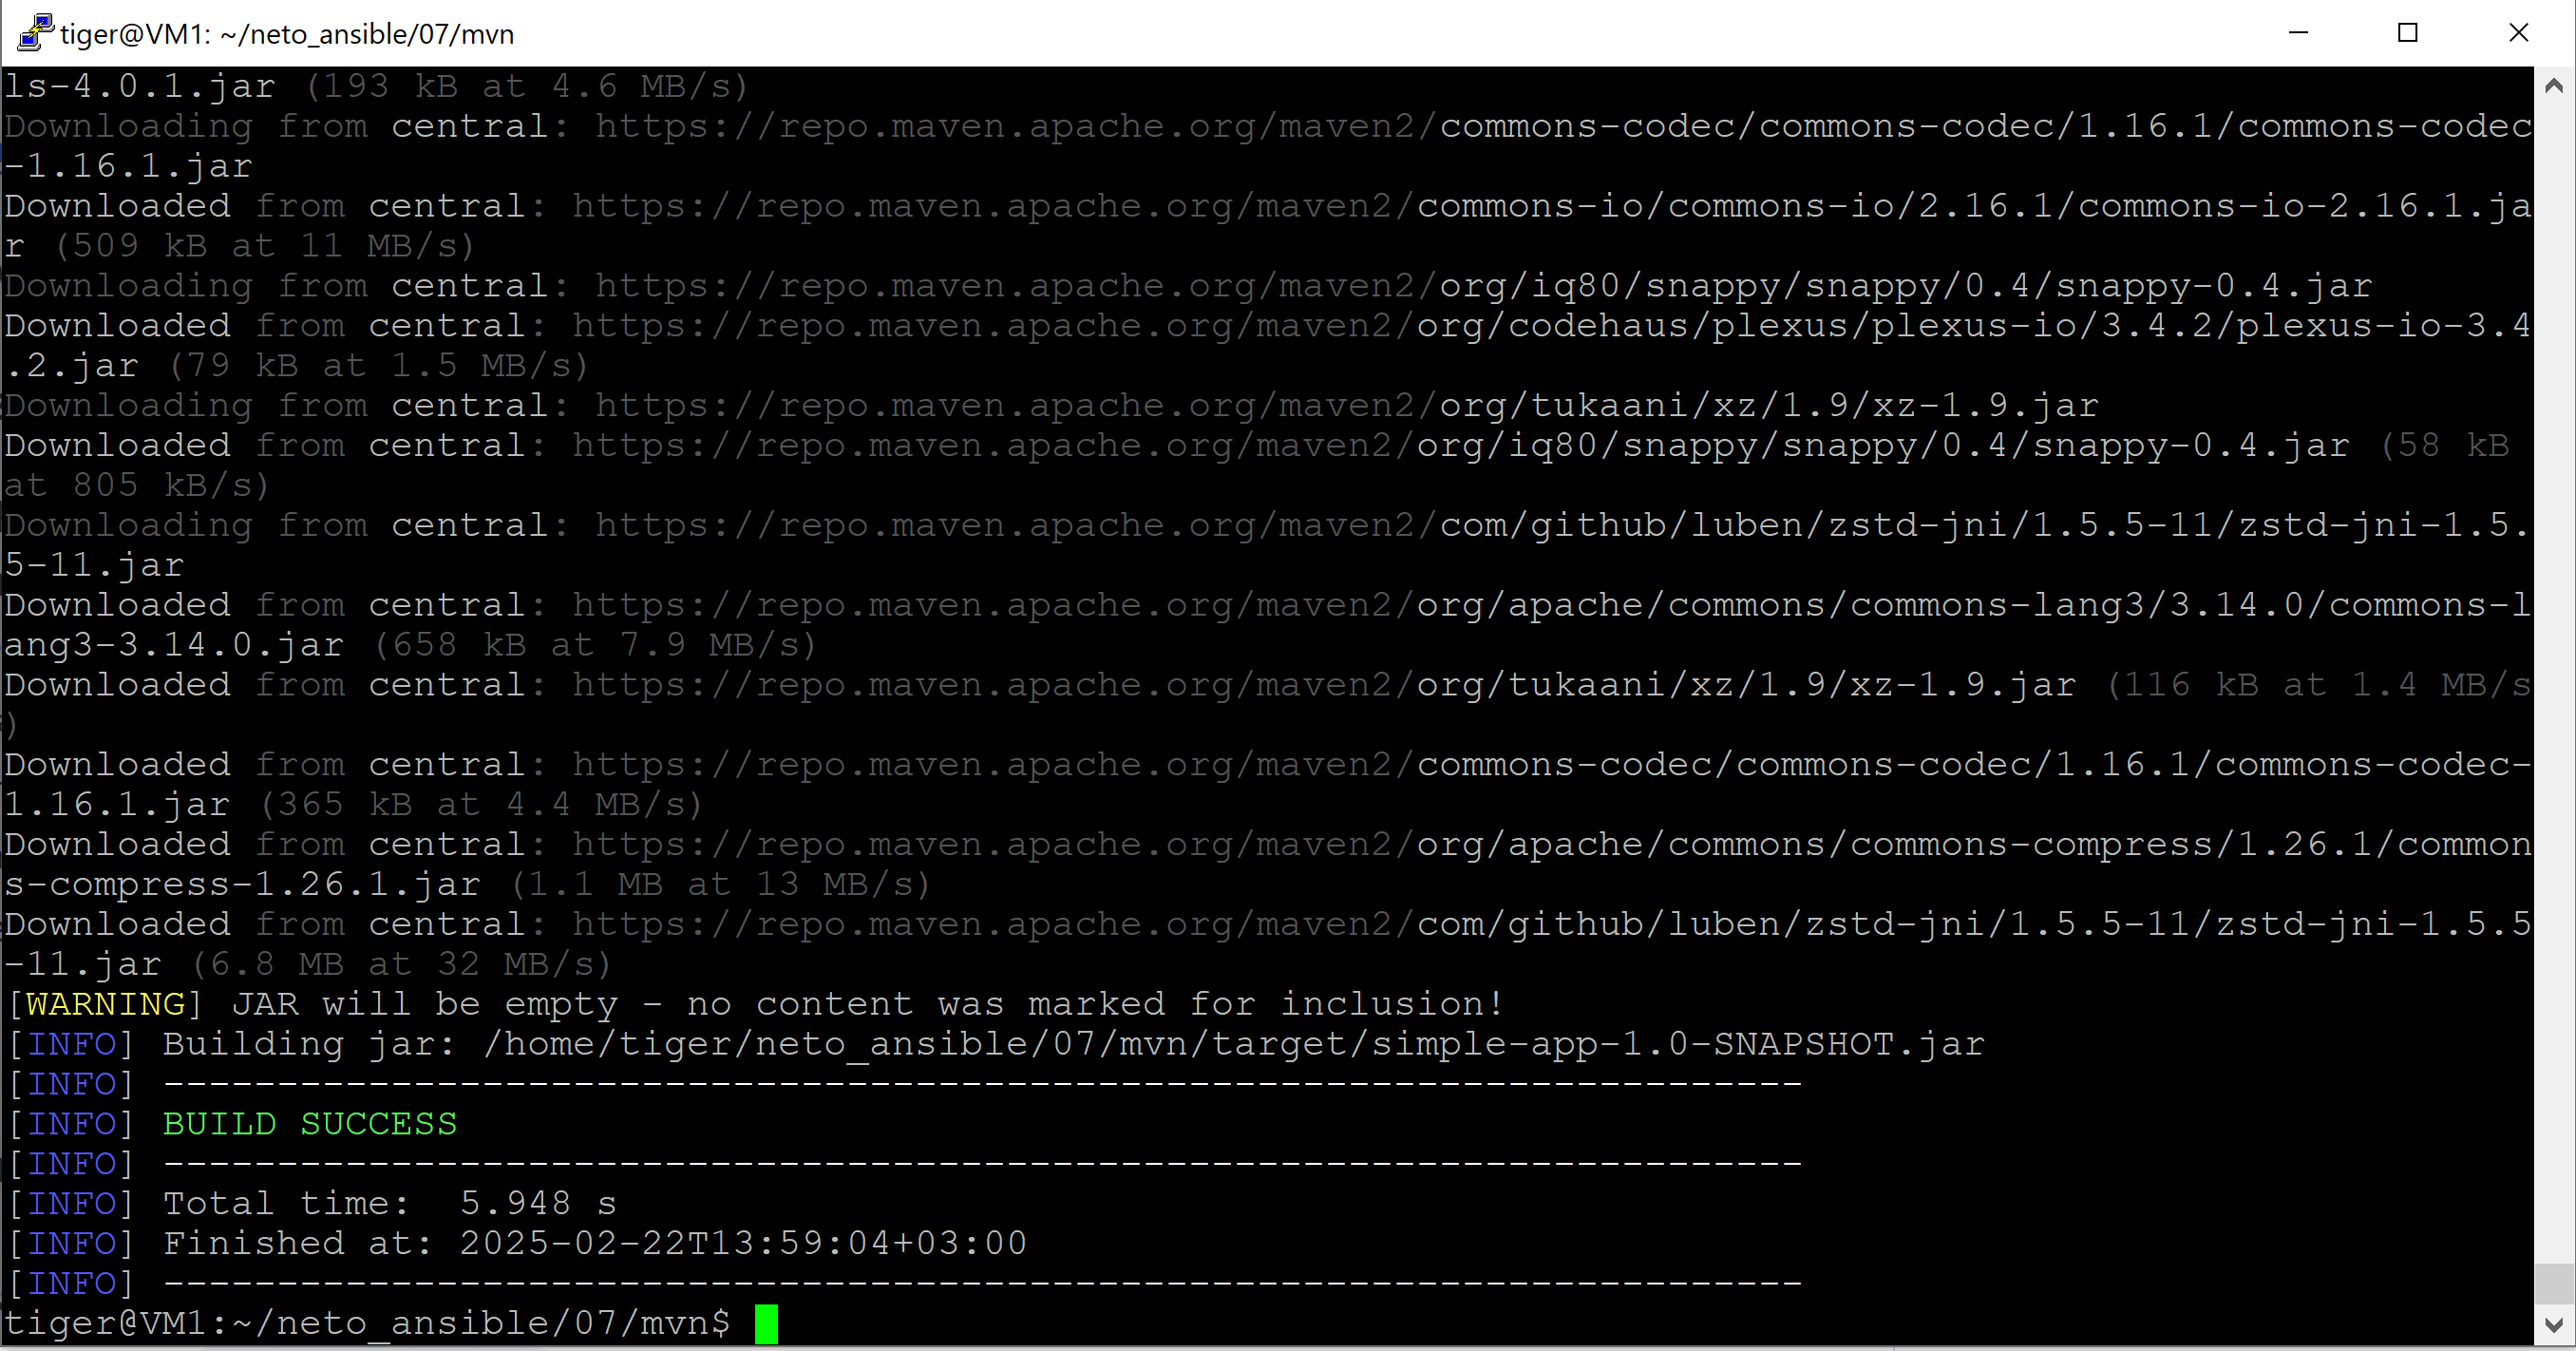 tiger@VM1: ~/neto_ansible/07/mvn
ls-4.0.1.jar (193 kB at 4.6 MB/s)
Downloading from central: https://repo.maven.apache.org/maven2/commons-codec/commons-codec/1.16.1/commons-codec
-1.16.1.jar
Downloaded from central: https://repo.maven.apache.org/maven2/commons-io/commons-io/2.16.1/commons-io-2.16.1.ja
r (509 kB at 11 MB/s)
Downloading from central: https://repo.maven.apache.org/maven2/org/iq80/snappy/snappy/0.4/snappy-0.4.jar
Downloaded from central: https://repo.maven.apache.org/maven2/org/codehaus/plexus/plexus-io/3.4.2/plexus-io-3.4
.2.jar (79 kB at 1.5 MB/s)
Downloading from central: https://repo.maven.apache.org/maven2/org/tukaani/xz/1.9/xz-1.9.jar
Downloaded from central: https://repo.maven.apache.org/maven2/org/iq80/snappy/snappy/0.4/snappy-0.4.jar (58 kB
at 805 kB/s)
Downloading from central: https://repo.maven.apache.org/maven2/com/github/luben/zstd-jni/1.5.5-11/zstd-jni-1.5.
5-11.jar
Downloaded from central: https://repo.maven.apache.org/maven2/org/apache/commons/commons-lang3/3.14.0/commons-l
ang3-3.14.0.jar (658 kB at 7.9 MB/s)
Downloaded from central: https://repo.maven.apache.org/maven2/org/tukaani/xz/1.9/xz-1.9.jar (116 kB at 1.4 MB/s
)
Downloaded from central: https://repo.maven.apache.org/maven2/commons-codec/commons-codec/1.16.1/commons-codec-
1.16.1.jar (365 kB at 4.4 MB/s)
Downloaded from central: https://repo.maven.apache.org/maven2/org/apache/commons/commons-compress/1.26.1/common
s-compress-1.26.1.jar (1.1 MB at 13 MB/s)
Downloaded from central: https://repo.maven.apache.org/maven2/com/github/luben/zstd-jni/1.5.5-11/zstd-jni-1.5.5
-11.jar (6.8 MB at 32 MB/s)
[WARNING] JAR will be empty - no content was marked for inclusion!
[INFO] Building jar: /home/tiger/neto_ansible/07/mvn/target/simple-app-1.0-SNAPSHOT.jar
[INFO] ------------------------------------------------------------------------
[INFO] BUILD SUCCESS
[INFO] ------------------------------------------------------------------------
[INFO] Total time:  5.948 s
[INFO] Finished at: 2025-02-22T13:59:04+03:00
[INFO] ------------------------------------------------------------------------
tiger@VM1:~/neto_ansible/07/mvn$